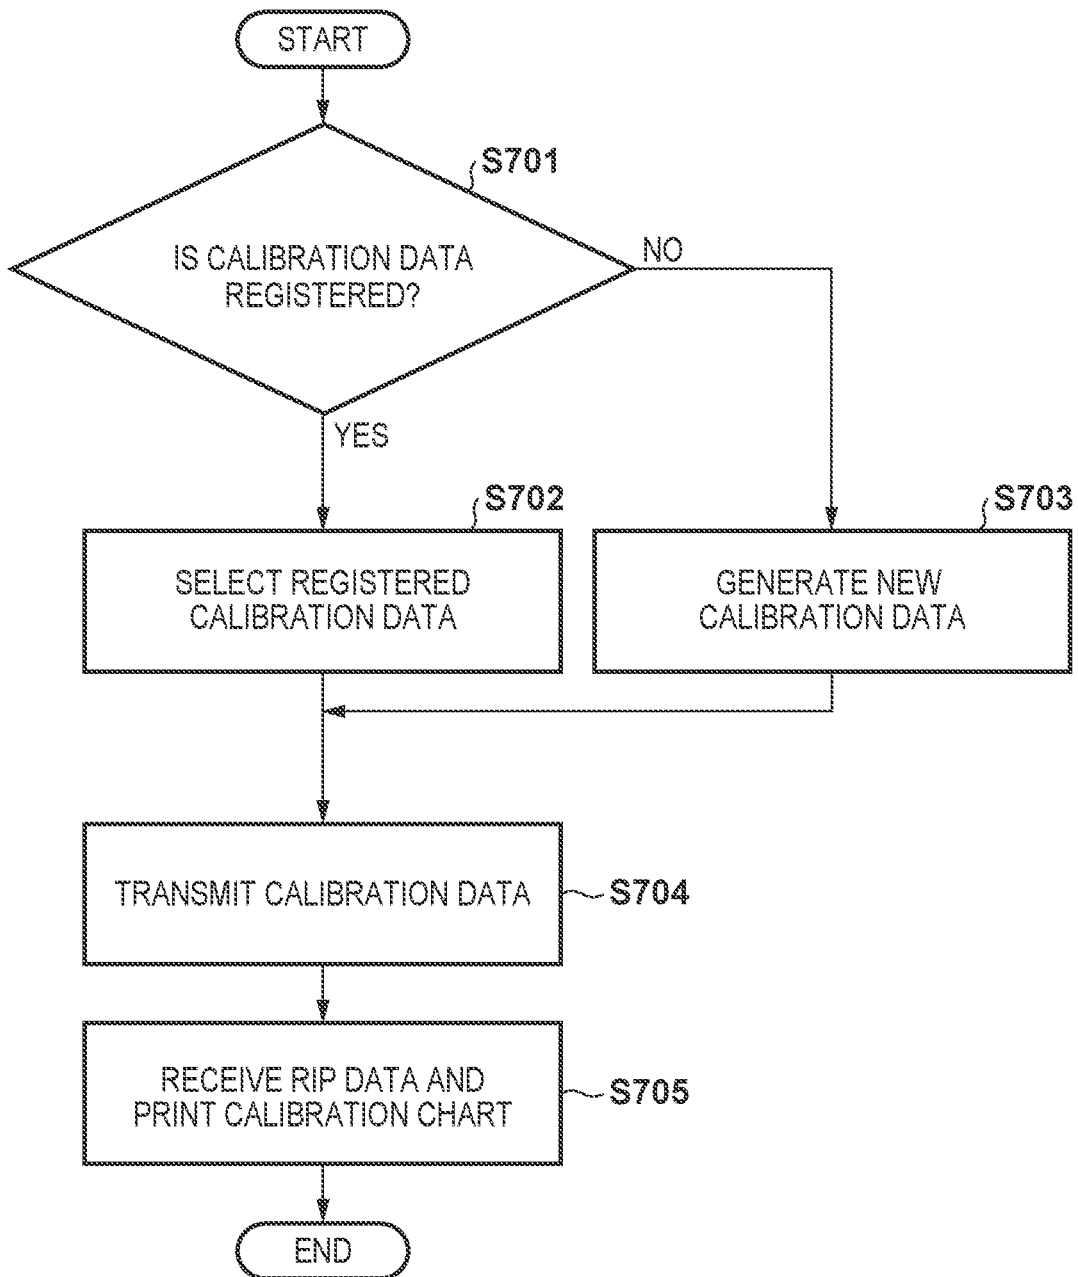 START
S701
IS CALIBRATION DATA
REGISTERED?
NO
YES
S702
SELECT REGISTERED
CALIBRATION DATA
S703
GENERATE NEW
CALIBRATION DATA
TRANSMIT CALIBRATION DATA
S704
RECEIVE RIP DATA AND
PRINT CALIBRATION CHART
S705
END